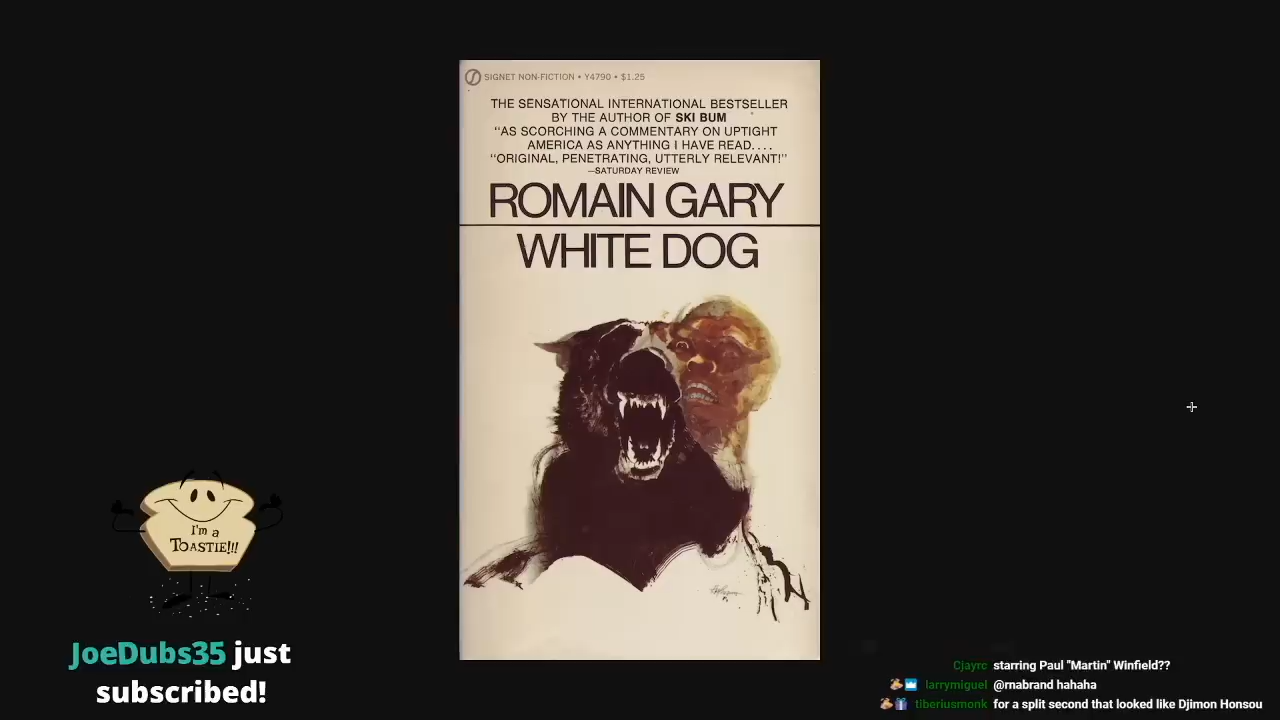 SIGNET NON-FICTION • Y4790 • $1.25
THE SENSATIONAL INTERNATIONAL BESTSELLER
BY THE AUTHOR OF SKI BUM
"AS SCORCHING A COMMENTARY ON UPTIGHT
AMERICA AS ANYTHING I HAVE READ....
"ORIGINAL, PENETRATING, UTTERLY RELEVANT!"
—SATURDAY REVIEW
ROMAIN GARY
WHITE DOG
I'm a
TOASTIE!!!
JoeDubs35 just
subscribed!
Cjayrc starring Paul "Martin" Winfield??
larrymiguel @rnabrand hahaha
tiberiusmonk for a split second that looked like Djimon Honsou